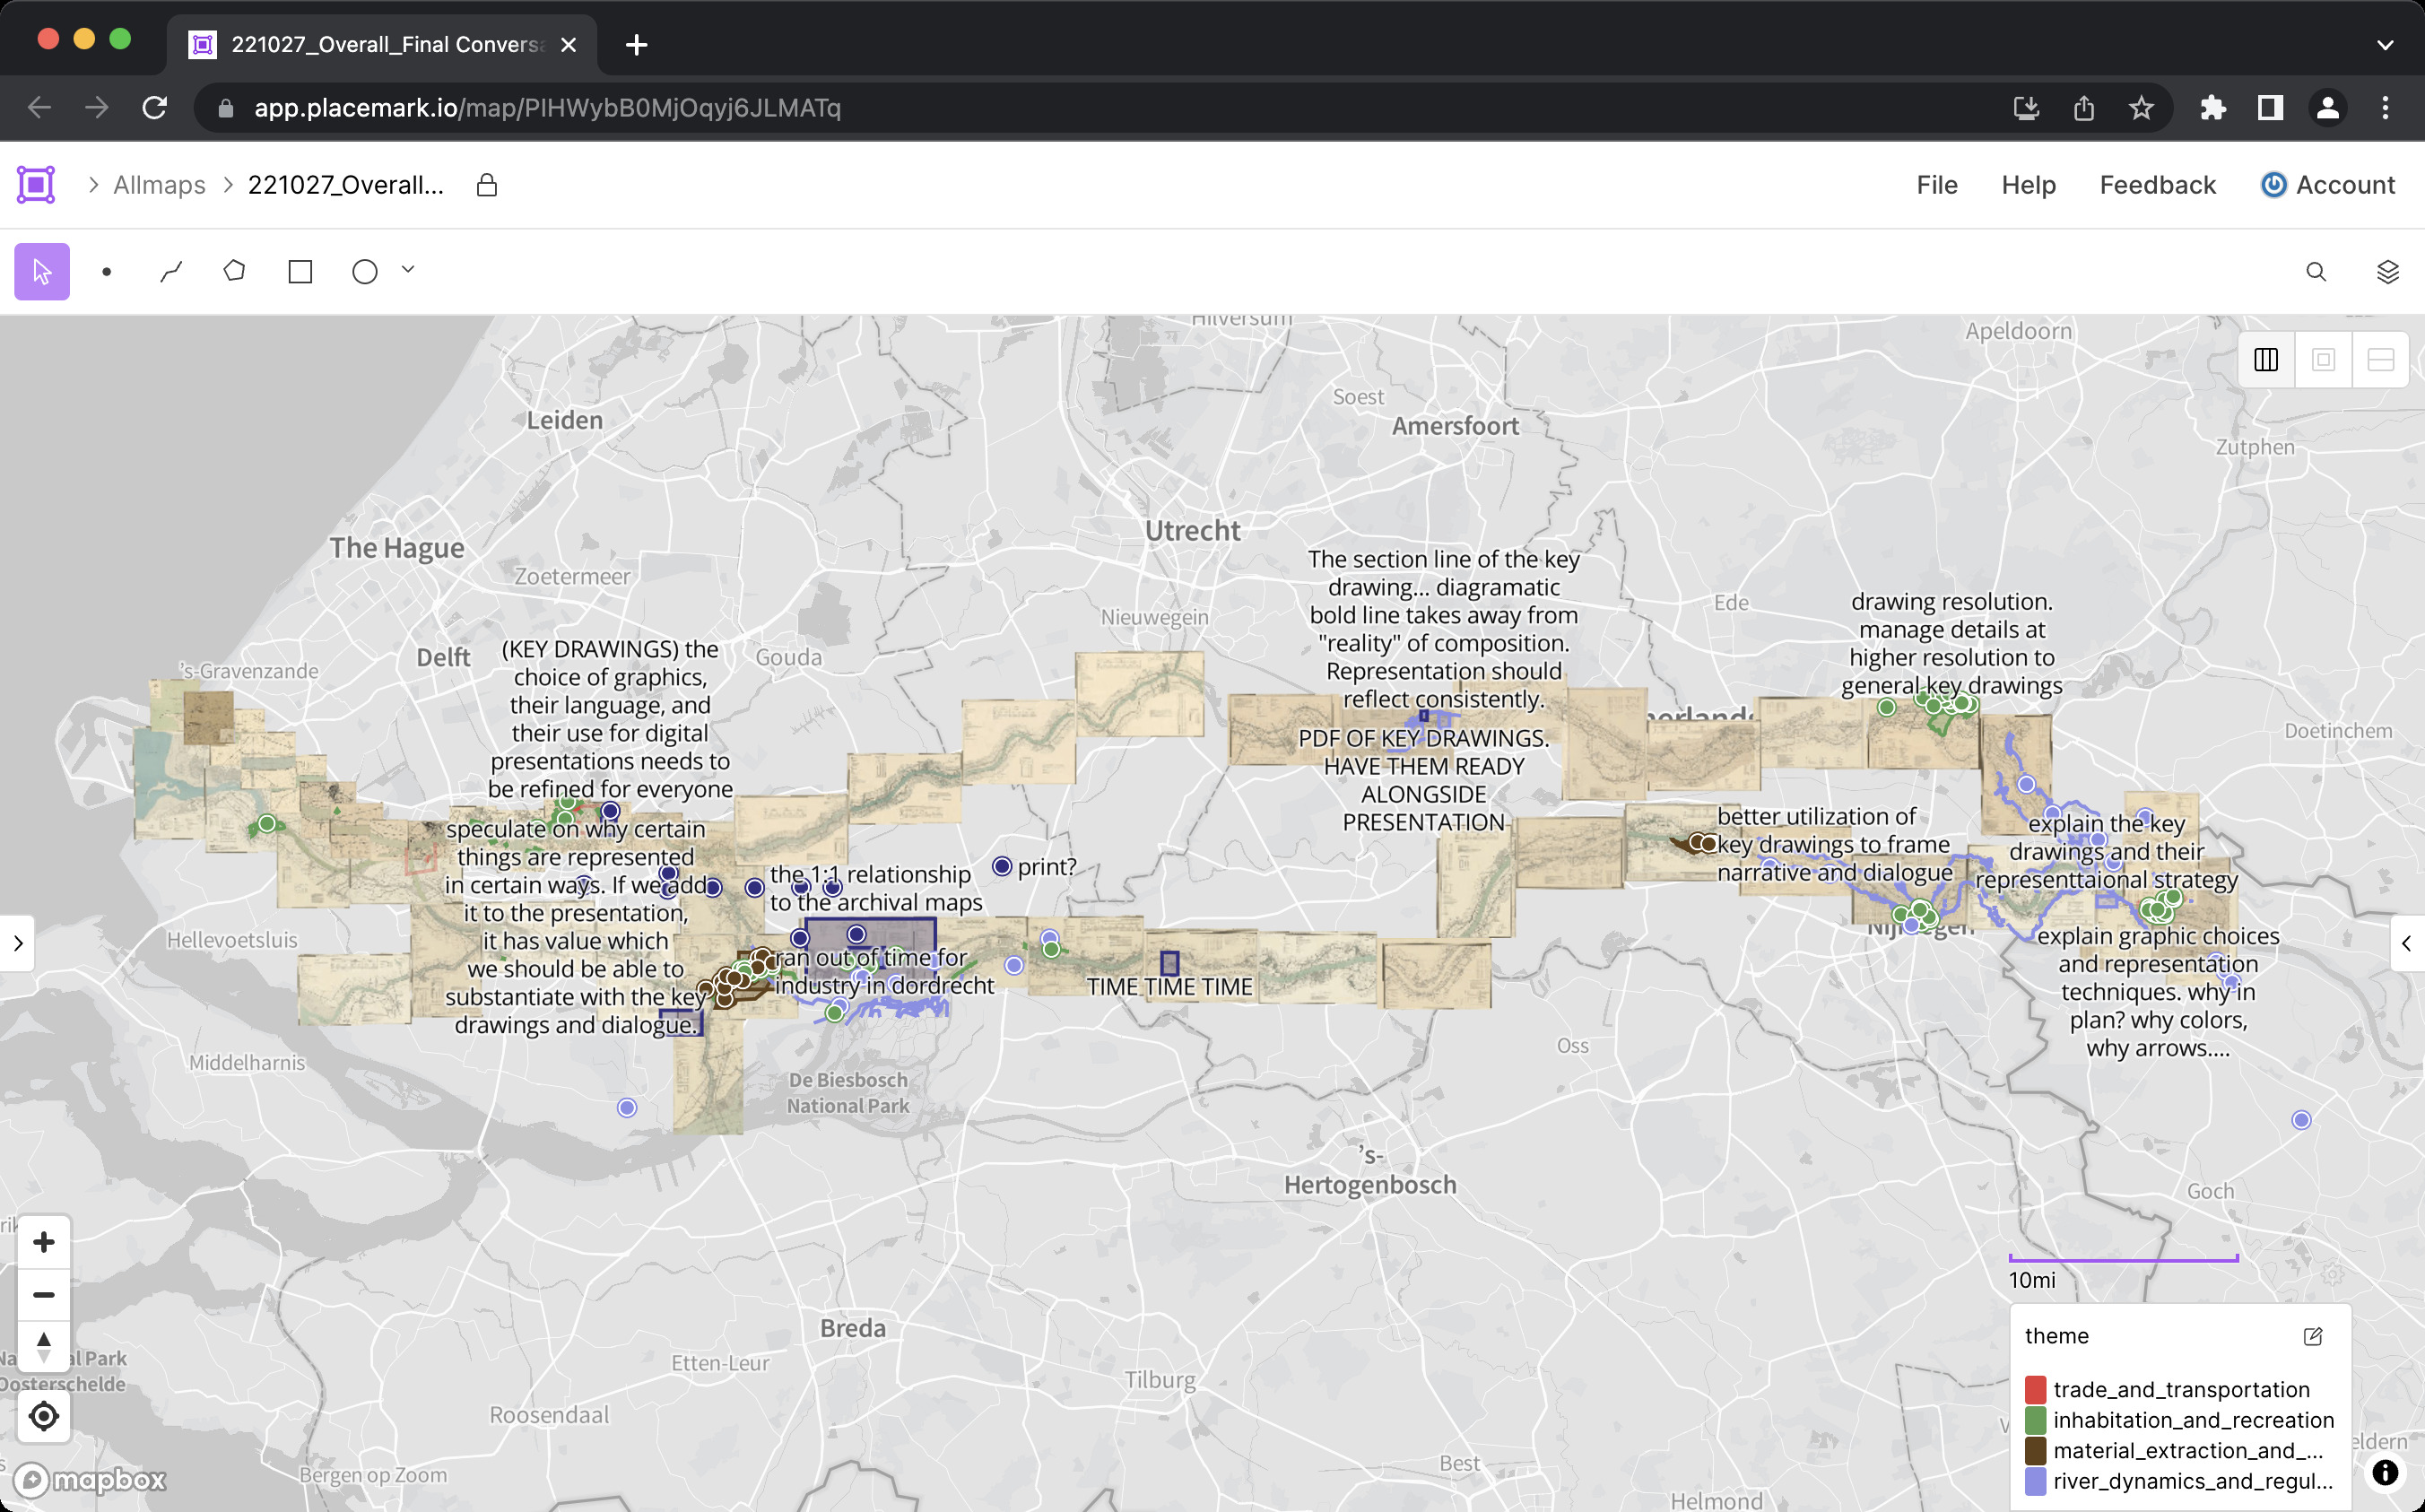 221027_Overall_Final Conversa
app.placemark.io/map/PIHWybB0MjOqyj6JLMATq
Allmaps
221027_Overall...
File
Help
Feedback
Account
Hilversum
Apeldoorn
Soest
Leiden
Amersfoort
Zutphen
Utrecht
The Hague
Zoetermeer
The section line of the key
drawing... diagramatic
bold line takes away from
"reality" of composition.
Representation should
reflect consistently.
Ede
drawing resolution.
manage details at
higher resolution to
general key drawings
Nieuwegein
Delft
(KEY DRAWINGS) the
choice of graphics,
their language, and
their use for digital
presentations needs to
be refined for everyone
Gouda
's-Gravenzande
Doetinchem
PDF OF KEY DRAWINGS.
HAVE THEM READY
ALONGSIDE
PRESENTATION
speculate on why certain
things are represented
in certain ways. If we add
it to the presentation,
it has value which
we should be able to
substantiate with the key
drawings and dialogue.
the 1:1 relationship
to the archival maps
print?
better utilization of
key drawings to frame
narrative and dialogue
explain the key
drawings and their
representtaional strategy
Hellevoetsluis
ran out of time for
industry in dordrecht
TIME TIME TIME
explain graphic choices
and representation
techniques. why in
plan? why colors,
why arrows....
Middelharnis
Oss
De Biesbosch
National Park
's-
Hertogenbosch
Goch
10mi
Breda
Etten-Leur
Tilburg
Oosterschelde
Roosendaal
Bergen op Zoom
Best
Helmond
mapbox
theme
trade_and_transportation
inhabitation_and_recreation
material_extraction_and_...
river_dynamics_and_regul...